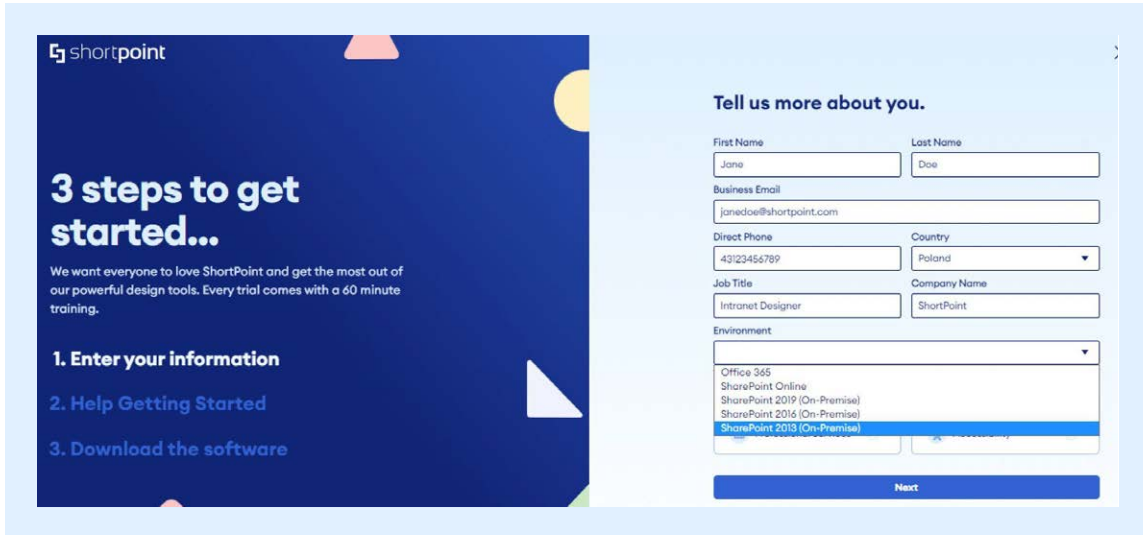 shortpoint
3 steps to get
started...
We want everyone to love ShortPoint and get the most out of
our powerful design tools. Every trial comes with a 60 minute
training.
1. Enter your information
2. Help Getting Started
3. Download the software
Tell us more about you.
First Name
Last Name
Jane
Doe
Business Email
janedoe@shortpoint.com
Direct Phone
Country
43123456789
Poland
Job Title
Company Name
Intranet Designer
ShortPoint
Environment
Office 365
SharePoint Online
SharePoint 2019 (On-Premise)
SharePoint 2016 (On-Premise)
SharePoint 2013 (On-Premise)
Next